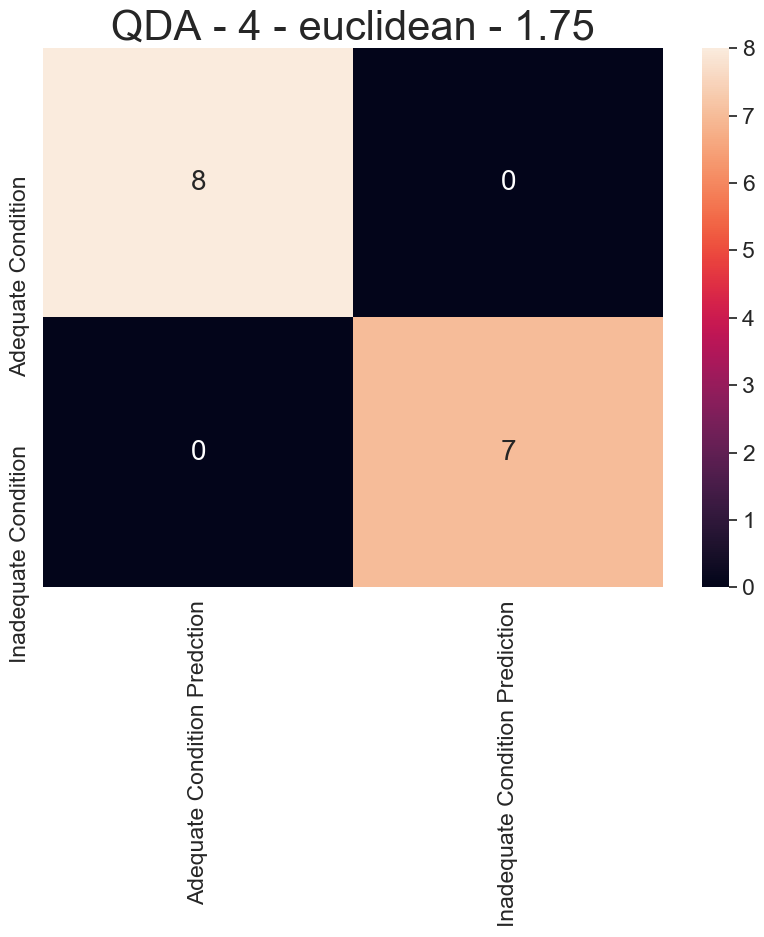 QDA - 4 - euclidean - 1.75
Adequate Condition
Inadequate Condition
8
0
0
7
Adequate Condition Predction
Inadequate Condition Prediction
8
7
6
5
4
3
2
1
0